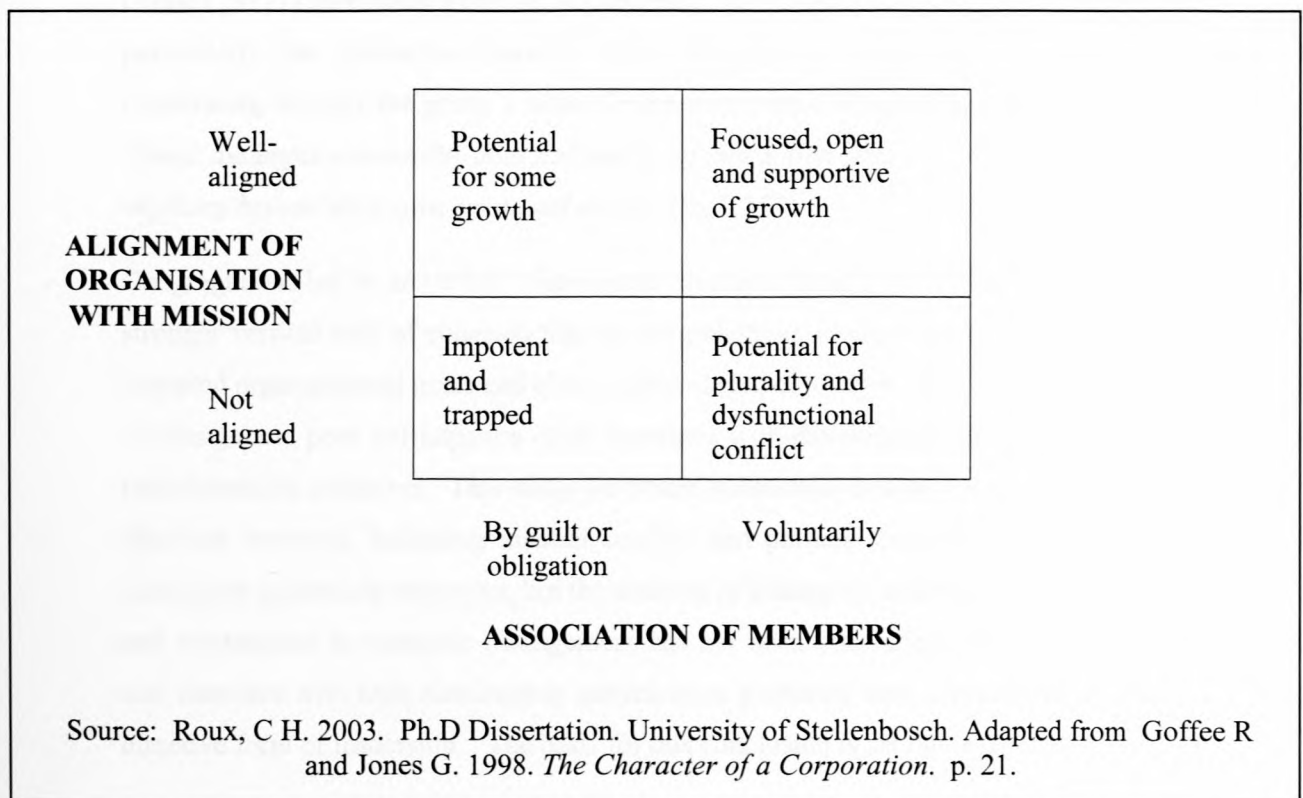 Well-
aligned
Potential
for some
growth
Focused, open
and supportive
of growth
ALIGNMENT OF
ORGANISATION
WITH MISSION
Not
aligned
Impotent
and
trapped
Potential for
plurality and
dysfunctional
conflict
By guilt or
obligation
Voluntarily
ASSOCIATION OF MEMBERS
Source: Roux, C H. 2003. Ph.D Dissertation. University of Stellenbosch. Adapted from Goffee R
and Jones G. 1998. The Character of a Corporation. p. 21.